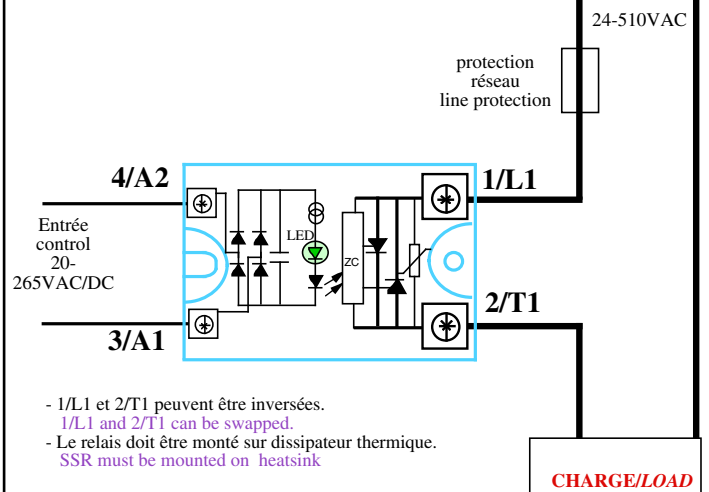 24-510VAC
protection
réseau
line protection
4/A2
1/L1
Entrée
control
20-
265VAC/DC
LED
ZC
3/A1
2/T1
- 1/L1 et 2/T1 peuvent être inversées.
1/L1 and 2/T1 can be swapped.
- Le relais doit être monté sur dissipateur thermique.
SSR must be mounted on heatsink
CHARGE/LOAD